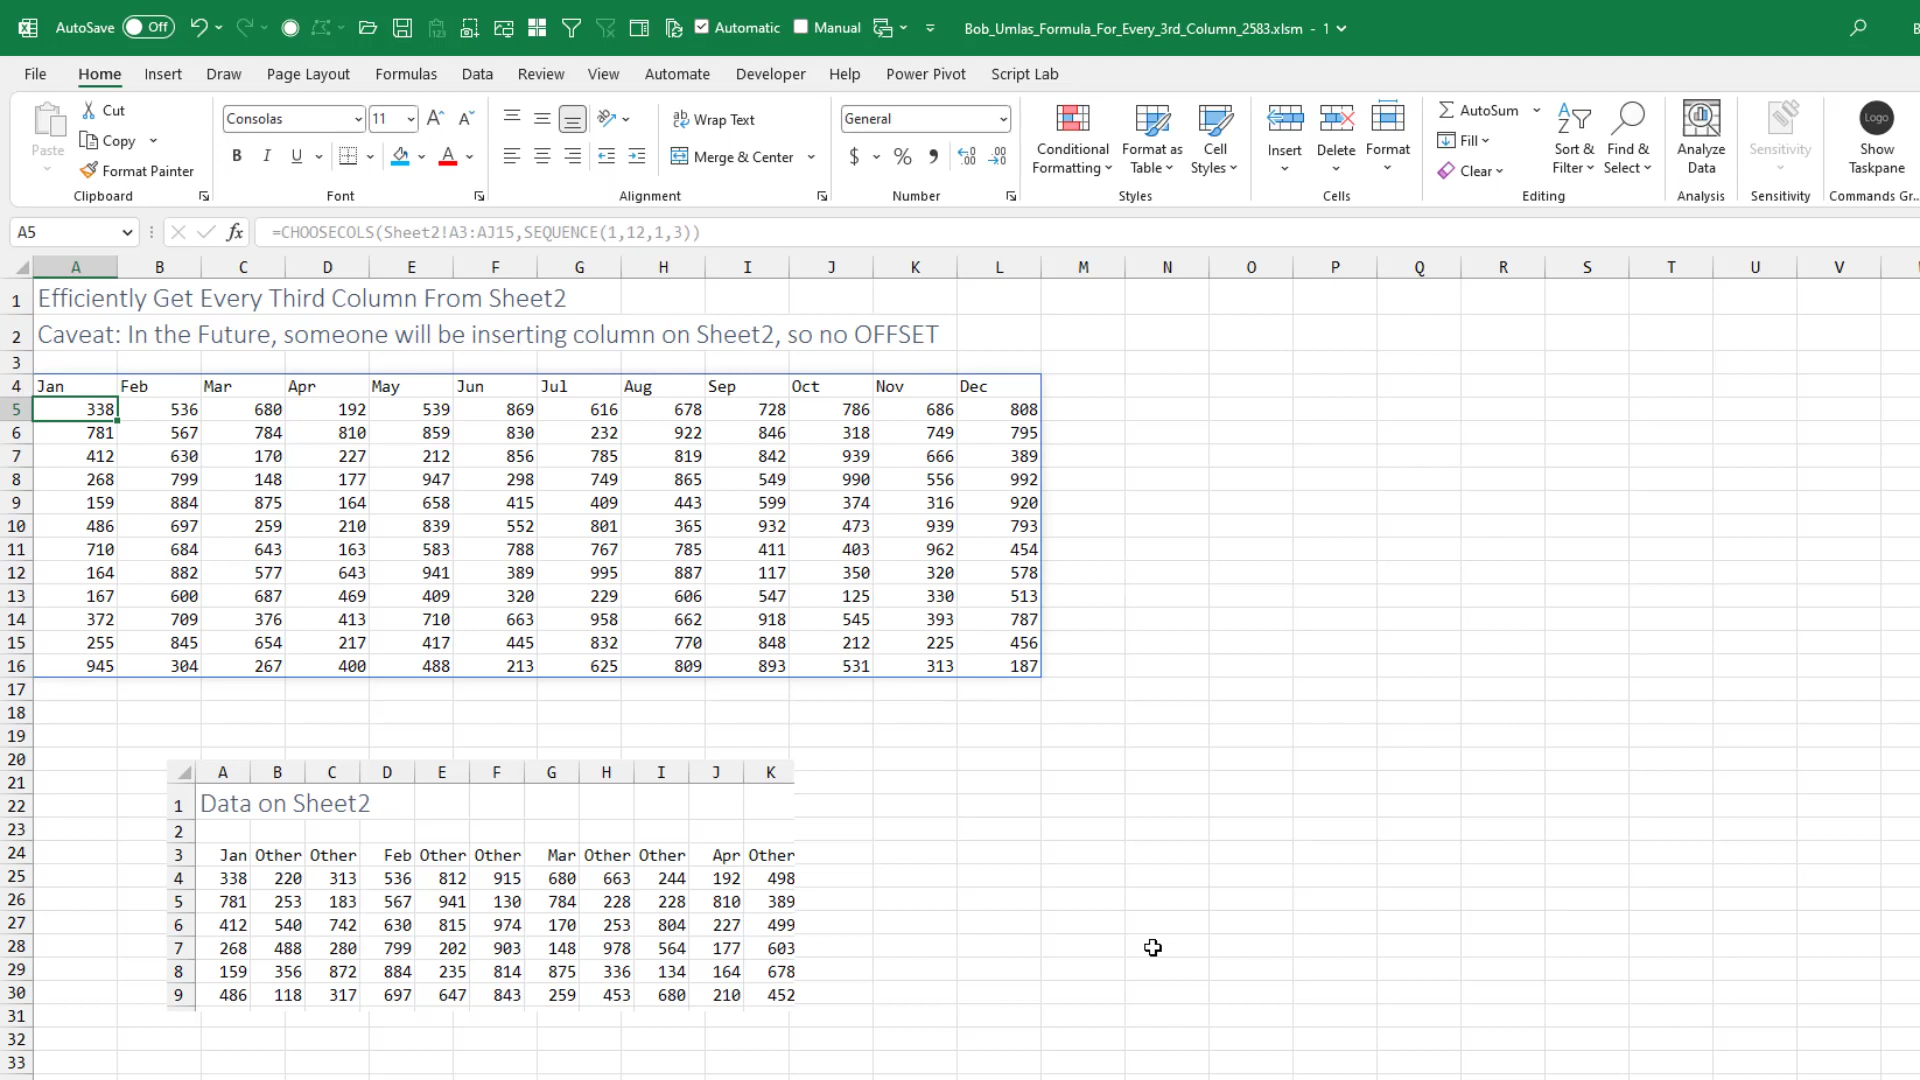 AutoSave Off Automatic Manual Bob_Umlas_Formula_For_Every_3rd_Column_2583.xlsm - 1 B
File Home Insert Draw Page Layout Formulas Data Review View Automate Developer Help Power Pivot Script Lab
Paste Cut Copy Format Painter
Consolas 11 B I U
Wrap Text Merge & Center
General $ % .00
Conditional Formatting Format as Table Cell Styles
Insert Delete Format
AutoSum Fill Clear Sort & Filter Find & Select
Analyze Data Sensitivity Logo Show Taskpane
Clipboard Font Alignment Number Styles Cells Editing Analysis Sensitivity Commands Gr...
A5 fx =CHOOSECOLS(Sheet2!A3:AJ15,SEQUENCE(1,12,1,3))
A B C D E F G H I J K L M N O P Q R S T U V
1 Efficiently Get Every Third Column From Sheet2
2 Caveat: In the Future, someone will be inserting column on Sheet2, so no OFFSET
3
4 Jan Feb Mar Apr May Jun Jul Aug Sep Oct Nov Dec
5 338 536 680 192 539 869 616 678 728 786 686 808
6 781 567 784 810 859 830 232 922 846 318 749 795
7 412 630 170 227 212 856 785 819 842 939 666 389
8 268 799 148 177 947 298 749 865 549 990 556 992
9 159 884 875 164 658 415 409 443 599 374 316 920
10 486 697 259 210 839 552 801 365 932 473 939 793
11 710 684 643 163 583 788 767 785 411 403 962 454
12 164 882 577 643 941 389 995 887 117 350 320 578
13 167 600 687 469 409 320 229 606 547 125 330 513
14 372 709 376 413 710 663 958 662 918 545 393 787
15 255 845 654 217 417 445 832 770 848 212 225 456
16 945 304 267 400 488 213 625 809 893 531 313 187
17
18
19
20
21 A B C D E F G H I J K
22 1 Data on Sheet2
23 2
24 3 Jan Other Other Feb Other Other Mar Other Other Apr Other
25 4 338 220 313 536 812 915 680 663 244 192 498
26 5 781 253 183 567 941 130 784 228 228 810 389
27 6 412 540 742 630 815 974 170 253 804 227 499
28 7 268 488 280 799 202 903 148 978 564 177 603
29 8 159 356 872 884 235 814 875 336 134 164 678
30 9 486 118 317 697 647 843 259 453 680 210 452
31
32
33